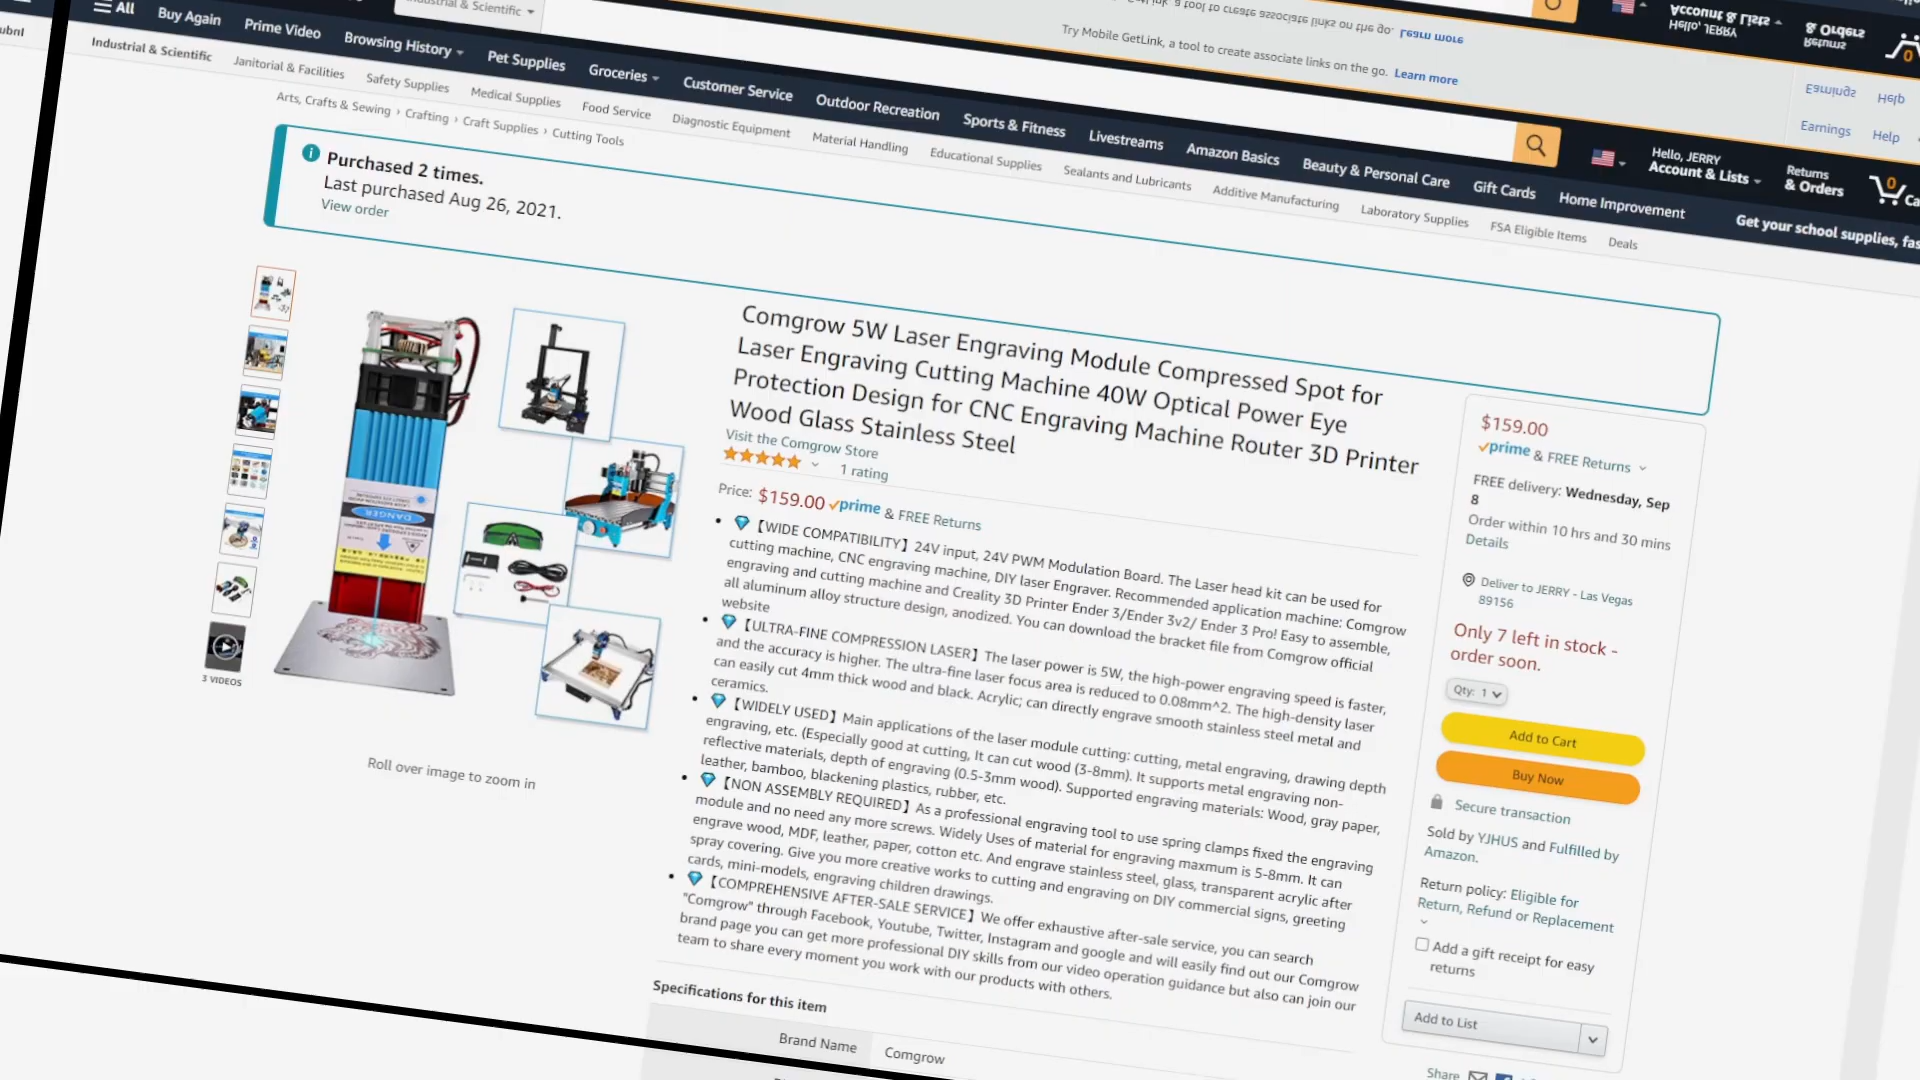 All
Buy Again
Prime Video
Browsing History
Pet Supplies
Groceries
Customer Service
Outdoor Recreation
Sports & Fitness
Livestreams
Amazon Basics
Beauty & Personal Care
Gift Cards
Home Improvement
Get your school supplies, fas
Try Mobile GetLink, a tool to create associate links on the go. Learn more
Earnings
Help
Hello, JERRY
Account & Lists
Returns
& Orders
0
Industrial & Scientific
Janitorial & Facilities
Safety Supplies
Medical Supplies
Food Service
Diagnostic Equipment
Material Handling
Educational Supplies
Sealants and Lubricants
Additive Manufacturing
Laboratory Supplies
FSA Eligible Items
Deals
Arts, Crafts & Sewing › Crafting › Craft Supplies › Cutting Tools
Purchased 2 times.
Last purchased Aug 26, 2021.
View order
3 VIDEOS
DANGER
Roll over image to zoom in
Comgrow 5W Laser Engraving Module Compressed Spot for
Laser Engraving Cutting Machine 40W Optical Power Eye
Protection Design for CNC Engraving Machine Router 3D Printer
Wood Glass Stainless Steel
Visit the Comgrow Store
1 rating
Price: $159.00 prime & FREE Returns
• 💎【WIDE COMPATIBILITY】24V input, 24V PWM Modulation Board. The Laser head kit can be used for
cutting machine, CNC engraving machine, DIY laser Engraver. Recommended application machine: Comgrow
engraving and cutting machine and Creality 3D Printer Ender 3/Ender 3v2/ Ender 3 Pro! Easy to assemble,
all aluminum alloy structure design, anodized. You can download the bracket file from Comgrow official
website
• 💎【ULTRA-FINE COMPRESSION LASER】The laser power is 5W, the high-power engraving speed is faster,
and the accuracy is higher. The ultra-fine laser focus area is reduced to 0.08mm^2. The high-density laser
can easily cut 4mm thick wood and black. Acrylic; can directly engrave smooth stainless steel metal and
ceramics.
• 💎【WIDELY USED】Main applications of the laser module cutting: cutting, metal engraving, drawing depth
engraving, etc. (Especially good at cutting, It can cut wood (3-8mm). It supports metal engraving non-
reflective materials, depth of engraving (0.5-3mm wood). Supported engraving materials: Wood, gray paper,
leather, bamboo, blackening plastics, rubber, etc.
• 💎【NON ASSEMBLY REQUIRED】As a professional engraving tool to use spring clamps fixed the engraving
module and no need any more screws. Widely Uses of material for engraving maxmum is 5-8mm. It can
engrave wood, MDF, leather, paper, cotton etc. And engrave stainless steel, glass, transparent acrylic after
spray covering. Give you more creative works to cutting and engraving on DIY commercial signs, greeting
cards, mini-models, engraving children drawings.
• 💎【COMPREHENSIVE AFTER-SALE SERVICE】We offer exhaustive after-sale service, you can search
"Comgrow" through Facebook, Youtube, Twitter, Instagram and google and will easily find out our Comgrow
brand page you can get more professional DIY skills from our video operation guidance but also can join our
team to share every moment you work with our products with others.
Specifications for this item
Brand Name
Comgrow
$159.00
prime & FREE Returns
FREE delivery: Wednesday, Sep
8
Order within 10 hrs and 30 mins
Details
Deliver to JERRY - Las Vegas
89156
Only 7 left in stock -
order soon.
Qty: 1
Add to Cart
Buy Now
Secure transaction
Sold by YJHUS and Fulfilled by
Amazon.
Return policy: Eligible for
Return, Refund or Replacement
Add a gift receipt for easy
returns
Add to List
Share